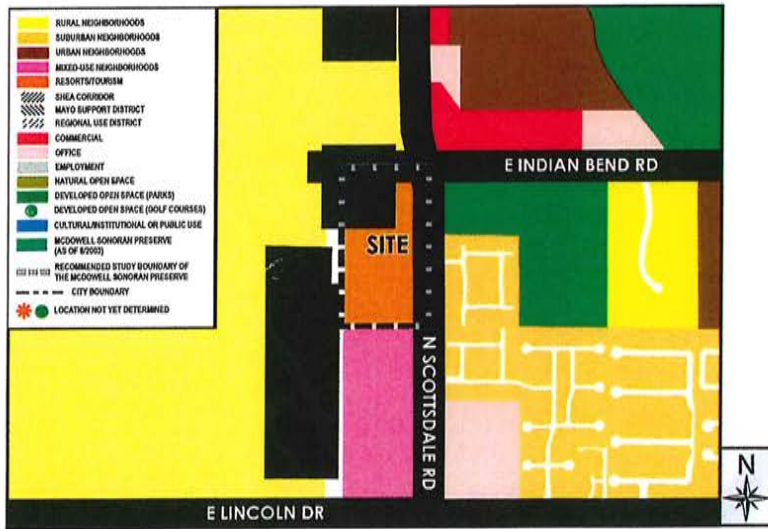 RURAL NEIGHBORHOODS
SUBURBAN NEIGHBORHOODS
URBAN NEIGHBORHOODS
MIXED-USE NEIGHBORHOODS
RESORTS/TOURISM
SHEA CORRIDOR
MAYO SUPPORT DISTRICT
REGIONAL USE DISTRICT
COMMERCIAL
OFFICE
EMPLOYMENT
NATURAL OPEN SPACE
DEVELOPED OPEN SPACE (PARKS)
DEVELOPED OPEN SPACE (GOLF COURSES)
CULTURAL/INSTITUTIONAL OR PUBLIC USE
MCDOWELL SONORAN PRESERVE
(AS OF 8/2003)
RECOMMENDED STUDY BOUNDARY OF
THE MCDOWELL SONORAN PRESERVE
CITY BOUNDARY
LOCATION NOT YET DETERMINED
E INDIAN BEND RD
SITE
N SCOTTSDALE RD
E LINCOLN DR
N